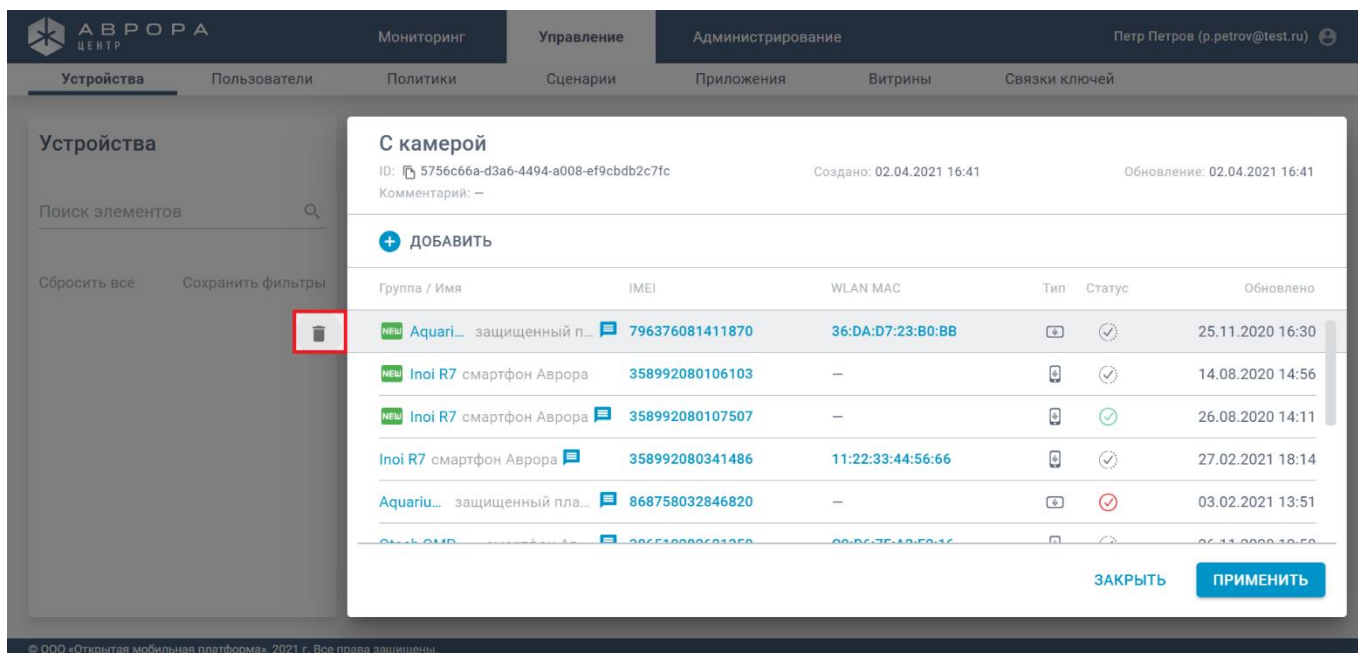 АВРОРА
ЦЕНТР
Мониторинг Управление Администрирование Петр Петров (p.petrov@test.ru)
Устройства Пользователи Политики Сценарии Приложения Витрины Связки ключей
Устройства
Поиск элементов
Сбросить все Сохранить фильтры
С камерой
ID: 5756c66a-d3a6-4494-a008-ef9cbdb2c7fc Создано: 02.04.2021 16:41 Обновление: 02.04.2021 16:41
Комментарий: —
ДОБАВИТЬ
Группа / Имя IMEI WLAN MAC Тип Статус Обновлено
NEW Aquari... защищенный п... 796376081411870 36:DA:D7:23:B0:BB 25.11.2020 16:30
NEW Inoi R7 смартфон Аврора 358992080106103 — 14.08.2020 14:56
NEW Inoi R7 смартфон Аврора 358992080107507 — 26.08.2020 14:11
Inoi R7 смартфон Аврора 358992080341486 11:22:33:44:56:66 27.02.2021 18:14
Aquariu... защищенный пла... 868758032846820 — 03.02.2021 13:51
ЗАКРЫТЬ ПРИМЕНИТЬ
© ООО «Открытая мобильная платформа», 2021 г. Все права защищены.